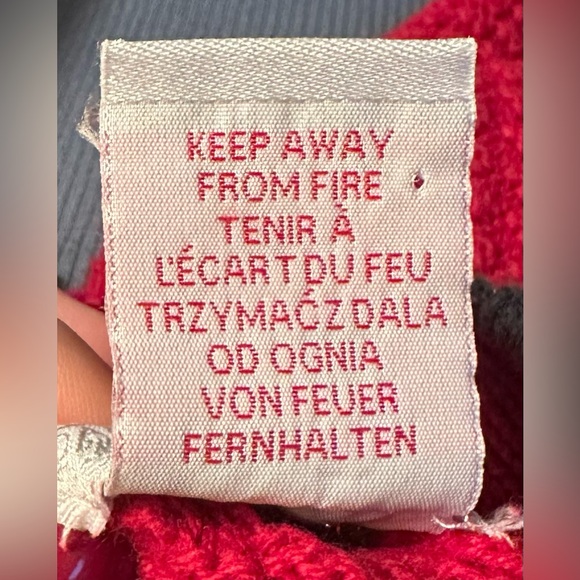 KEEP AWAY
FROM FIRE
TENIR À
L'ÉCART DU FEU
TRZYMAĆ Z DALA
OD OGNIA
VON FEUER
FERNHALTEN